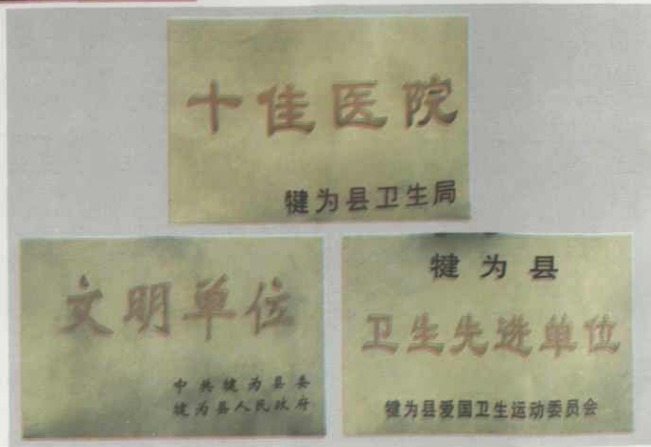 十佳医院
犍为县卫生局
文明单位
中共犍为县委
犍为县人民政府
犍为县
卫生先进单位
犍为县爱国卫生运动委员会